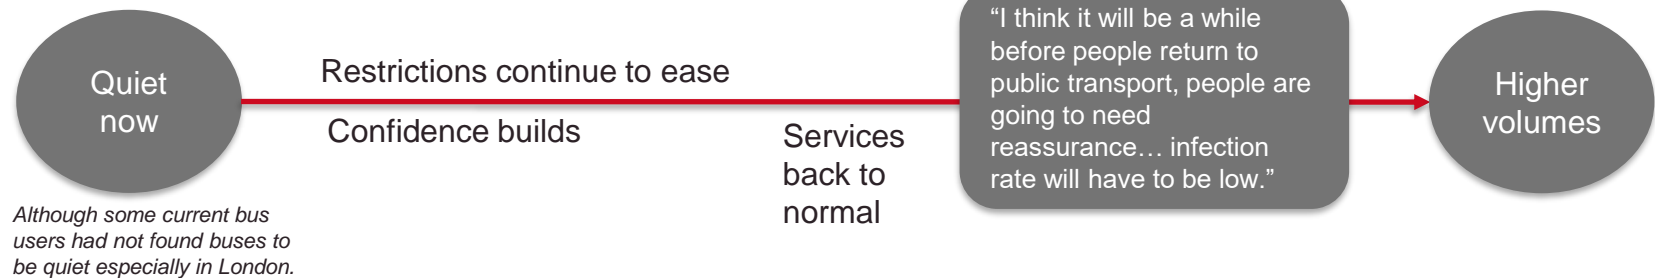 Quiet
now
Although some current bus
users had not found buses to
be quiet especially in London.
Restrictions continue to ease
Confidence builds
Services
back to
normal
“I think it will be a while
before people return to
public transport, people are
going to need
reassurance… infection
rate will have to be low.”
Higher
volumes